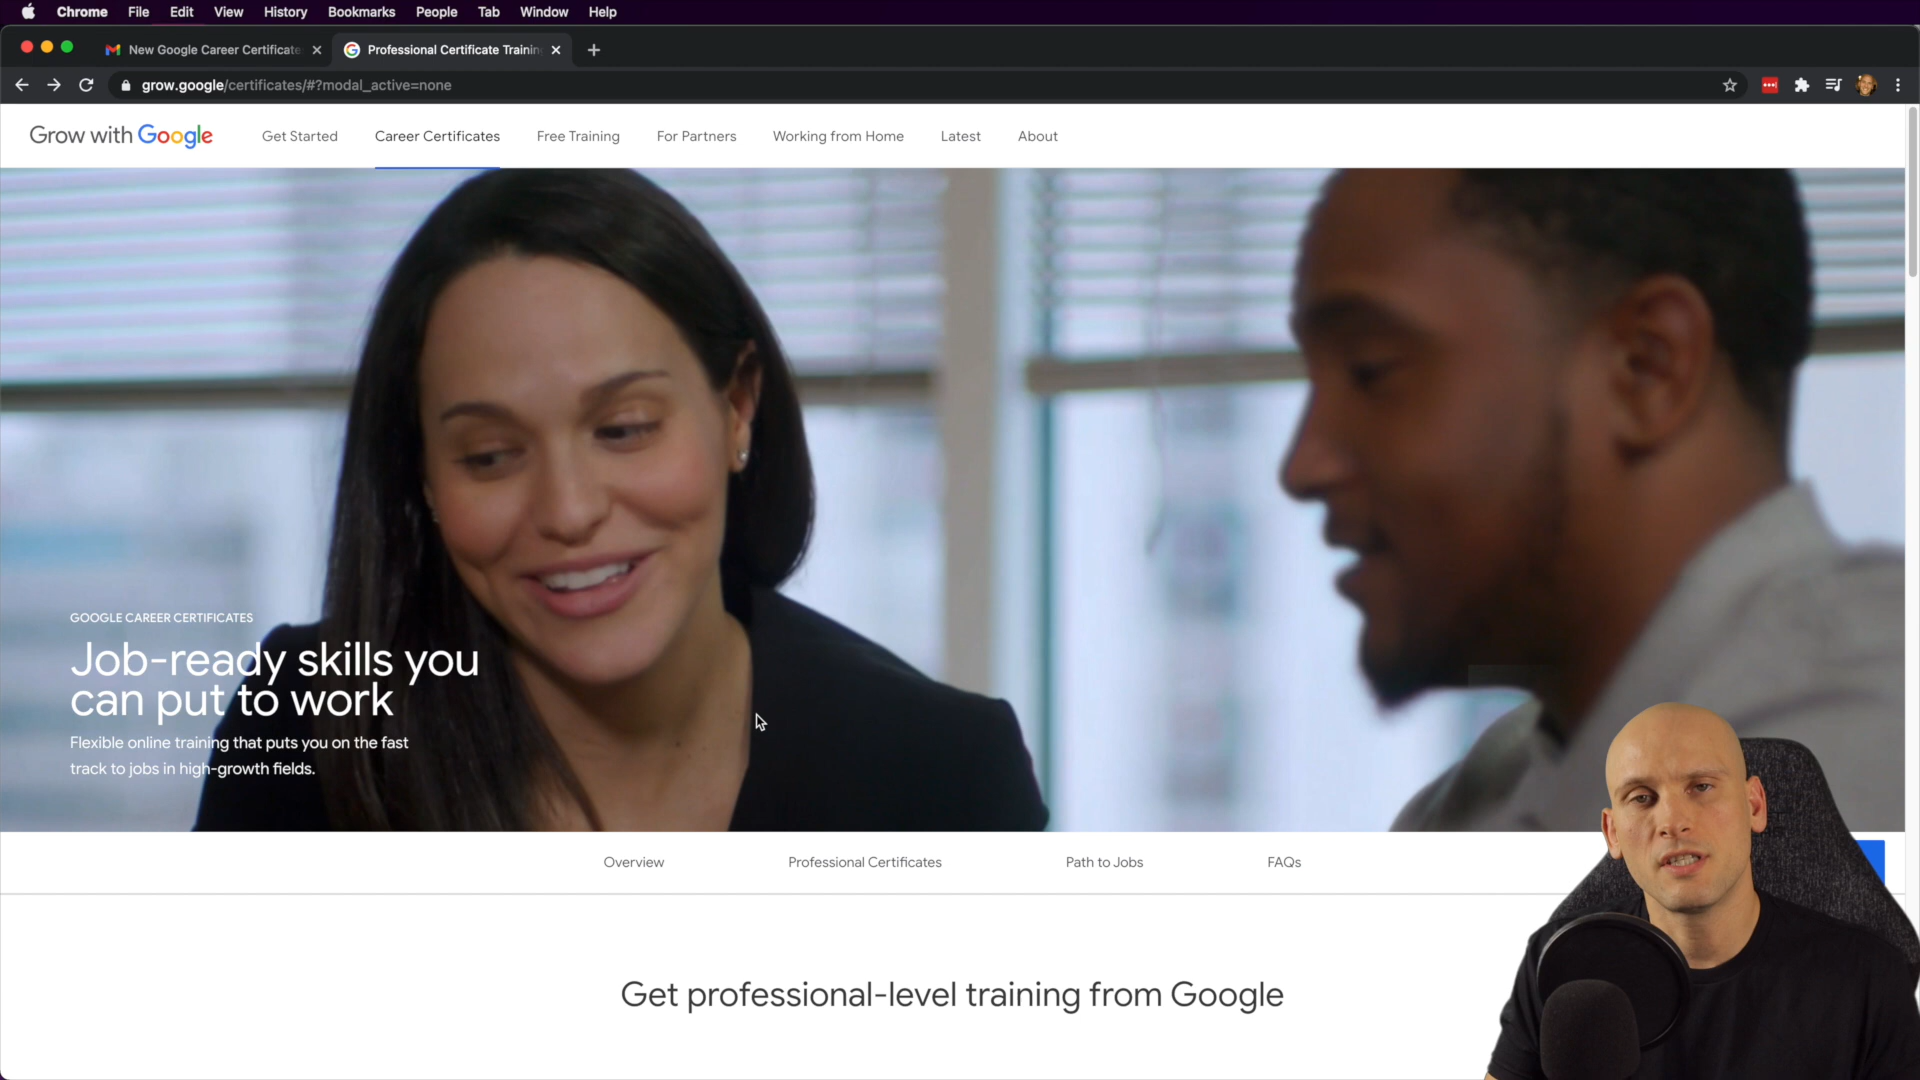 Chrome File Edit View History Bookmarks People Tab Window Help
New Google Career Certificate
Professional Certificate Trainin
grow.google/certificates/#?modal_active=none
Grow with Google
Get Started
Career Certificates
Free Training
For Partners
Working from Home
Latest
About
GOOGLE CAREER CERTIFICATES
Job-ready skills you
can put to work
Flexible online training that puts you on the fast
track to jobs in high-growth fields.
Overview
Professional Certificates
Path to Jobs
FAQs
Get professional-level training from Google